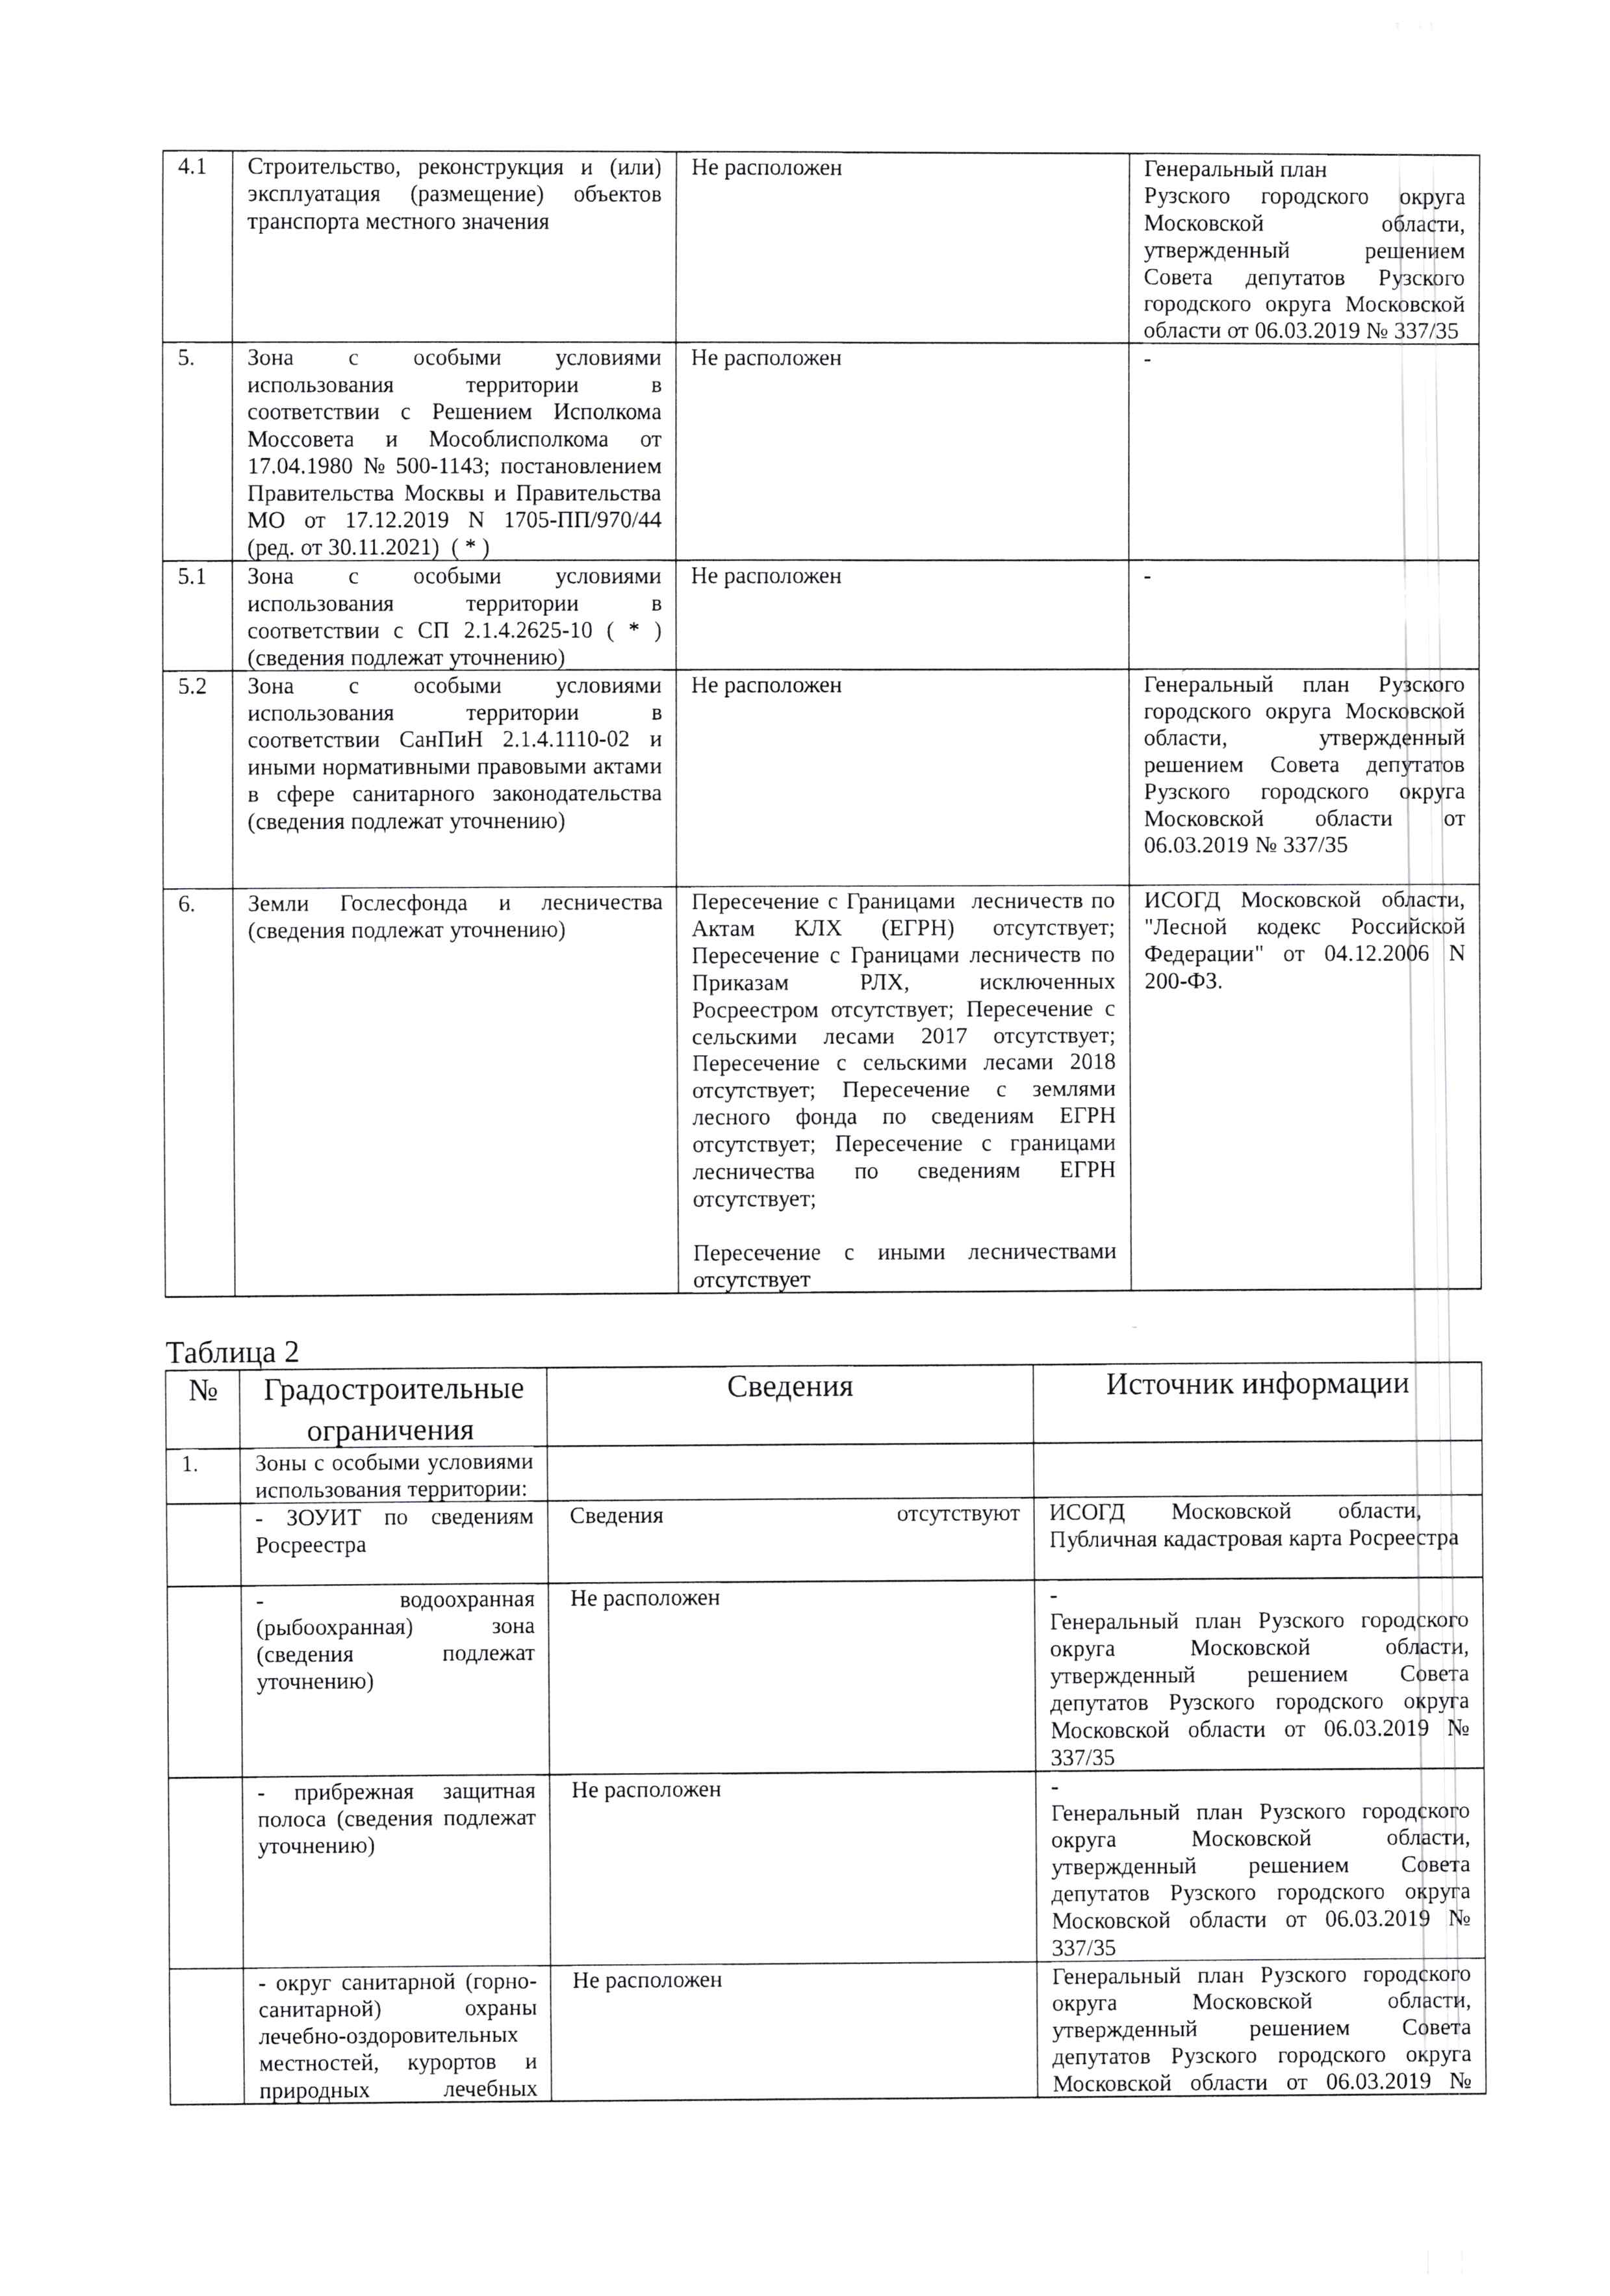 4.1
Строительство, реконструкция и (или)
эксплуатация (размещение) объектов
транспорта местного значения
Не расположен
Генеральный план
Рузского городского округа
Московской области,
утвержденный решением
Совета депутатов Рузского
городского округа Московской
области от 06.03.2019 № 337/35
5.
Зона с особыми условиями
использования территории в
соответствии с Решением Исполкома
Моссовета и Мособлисполкома от
17.04.1980 № 500-1143; постановлением
Правительства Москвы и Правительства
МО от 17.12.2019 N 1705-ПП/970/44
(ред. от 30.11.2021) ( * )
Не расположен
-
5.1
Зона с особыми условиями
использования территории в
соответствии с СП 2.1.4.2625-10 ( * )
(сведения подлежат уточнению)
Не расположен
-
5.2
Зона с особыми условиями
использования территории в
соответствии СанПиН 2.1.4.1110-02 и
иными нормативными правовыми актами
в сфере санитарного законодательства
(сведения подлежат уточнению)
Не расположен
Генеральный план Рузского
городского округа Московской
области, утвержденный
решением Совета депутатов
Рузского городского округа
Московской области от
06.03.2019 № 337/35
6.
Земли Гослесфонда и лесничества
(сведения подлежат уточнению)
Пересечение с Границами лесничеств по
Актам КЛХ (ЕГРН) отсутствует;
Пересечение с Границами лесничеств по
Приказам РЛХ, исключенных
Росреестром отсутствует; Пересечение с
сельскими лесами 2017 отсутствует;
Пересечение с сельскими лесами 2018
отсутствует; Пересечение с землями
лесного фонда по сведениям ЕГРН
отсутствует; Пересечение с границами
лесничества по сведениям ЕГРН
отсутствует;
Пересечение с иными лесничествами
отсутствует
ИСОГД Московской области,
"Лесной кодекс Российской
Федерации" от 04.12.2006 N
200-ФЗ.
Таблица 2
№
Градостроительные
ограничения
Сведения
Источник информации
1.
Зоны с особыми условиями
использования территории:
- ЗОУИТ по сведениям
Росреестра
Сведения отсутствуют
ИСОГД Московской области,
Публичная кадастровая карта Росреестра
- водоохранная
(рыбоохранная) зона
(сведения подлежат
уточнению)
Не расположен
-
Генеральный план Рузского городского
округа Московской области,
утвержденный решением Совета
депутатов Рузского городского округа
Московской области от 06.03.2019 №
337/35
- прибрежная защитная
полоса (сведения подлежат
уточнению)
Не расположен
-
Генеральный план Рузского городского
округа Московской области,
утвержденный решением Совета
депутатов Рузского городского округа
Московской области от 06.03.2019 №
337/35
- округ санитарной (горно-
санитарной) охраны
лечебно-оздоровительных
местностей, курортов и
природных лечебных
Не расположен
Генеральный план Рузского городского
округа Московской области,
утвержденный решением Совета
депутатов Рузского городского округа
Московской области от 06.03.2019 №